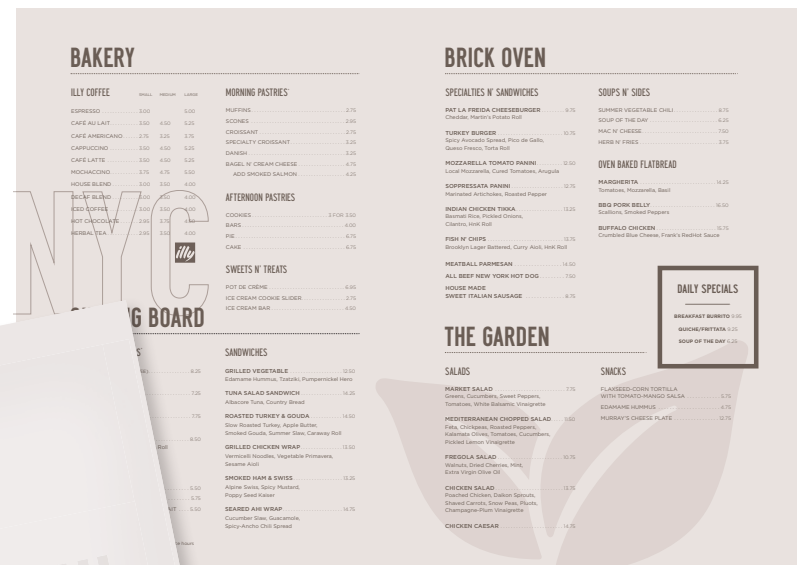 BAKERY
ILLY COFFEE SMALL MEDIUM LARGE
ESPRESSO 3.00 3.00
CAFÉ AU LAIT 3.50 4.50 5.25
CAFÉ AMERICANO 2.75 3.25 3.75
CAPPUCCINO 3.50 4.50 5.25
CAFÉ LATTE 3.50 4.50 5.25
MOCHACCINO 3.75 4.75 5.50
HOUSE BLEND 3.00 3.50 4.00
DECAF BLEND 3.00 3.50 4.00
ICED COFFEE 3.00 3.50 4.00
HOT CHOCOLATE 2.95 3.50
HERBAL TEA 2.95 3.50
NYC
illy
MORNING PASTRIES*
MUFFINS 2.75
SCONES 2.95
CROISSANT 2.75
SPECIALTY CROISSANT 3.25
DANISH 3.25
BAGEL N' CREAM CHEESE 4.75
ADD SMOKED SALMON 4.25
AFTERNOON PASTRIES
COOKIES 3 FOR 3.50
BARS 4.00
PIE 6.75
CAKE 6.75
SWEETS N' TREATS
POT DE CRÈME 6.95
ICE CREAM COOKIE SLIDER 2.75
ICE CREAM BAR 4.50
G BOARD
6.25
7.25
7.75
8.50
Roll
5.50
5.75
5.50
hours
SANDWICHES
GRILLED VEGETABLE 12.50
Edamame Hummus, Tzatziki, Pumpernickel Hero
TUNA SALAD SANDWICH 14.25
Albacore Tuna, Country Bread
ROASTED TURKEY & GOUDA 14.50
Slow Roasted Turkey, Apple Butter,
Smoked Gouda, Summer Slaw, Caraway Roll
GRILLED CHICKEN WRAP 13.50
Vermicelli Noodles, Vegetable Primavera,
Sesame Aioli
SMOKED HAM & SWISS 13.25
Alpine Swiss, Spicy Mustard,
Poppy Seed Kaiser
SEARED AHI WRAP 14.75
Cucumber Slaw, Guacamole,
Spicy-Ancho Chili Spread
BRICK OVEN
SPECIALTIES N' SANDWICHES
PAT LA FREIDA CHEESEBURGER 9.75
Cheddar, Martin's Potato Roll
TURKEY BURGER 10.75
Spicy Avocado Spread, Pico de Gallo,
Queso Fresco, Torta Roll
MOZZARELLA TOMATO PANINI 12.50
Local Mozzarella, Cured Tomatoes, Arugula
SOPPRESSATA PANINI 12.75
Marinated Artichokes, Roasted Pepper
INDIAN CHICKEN TIKKA 13.25
Basmati Rice, Pickled Onions,
Cilantro, HnK Roll
FISH N' CHIPS 13.75
Brooklyn Lager Battered, Curry Aioli, HnK Roll
MEATBALL PARMESAN 14.50
ALL BEEF NEW YORK HOT DOG 7.50
HOUSE MADE
SWEET ITALIAN SAUSAGE 8.75
SOUPS N' SIDES
SUMMER VEGETABLE CHILI 8.75
SOUP OF THE DAY 6.25
MAC N' CHEESE 7.50
HERB N' FRIES 3.75
OVEN BAKED FLATBREAD
MARGHERITA 14.25
Tomatoes, Mozzarella, Basil
BBQ PORK BELLY 16.50
Scallions, Smoked Peppers
BUFFALO CHICKEN 15.75
Crumbled Blue Cheese, Frank's RedHot Sauce
DAILY SPECIALS
BREAKFAST BURRITO 9.95
QUICHE/FRITTATA 9.25
SOUP OF THE DAY 6.25
THE GARDEN
SALADS
MARKET SALAD 7.75
Greens, Cucumbers, Sweet Peppers,
Tomatoes, White Balsamic Vinaigrette
MEDITERRANEAN CHOPPED SALAD 9.50
Feta, Chickpeas, Roasted Peppers,
Kalamata Olives, Tomatoes, Cucumbers,
Pickled Lemon Vinaigrette
FREGOLA SALAD 10.75
Walnuts, Dried Cherries, Mint,
Extra Virgin Olive Oil
CHICKEN SALAD 13.75
Poached Chicken, Daikon Sprouts,
Shaved Carrots, Snow Peas, Pluots,
Champagne-Plum Vinaigrette
CHICKEN CAESAR 14.75
SNACKS
FLAXSEED-CORN TORTILLA
WITH TOMATO-MANGO SALSA 5.75
EDAMAME HUMMUS 4.75
MURRAY'S CHEESE PLATE 12.75